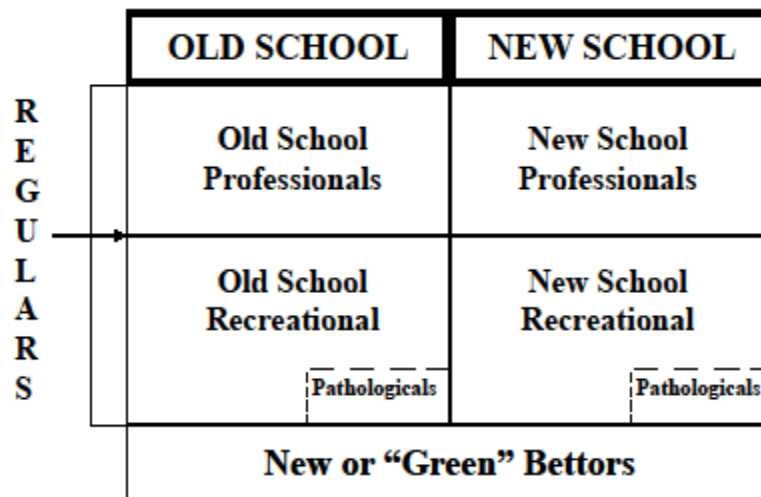 OLD SCHOOL NEW SCHOOL
REGULARS
Old School
Professionals
New School
Professionals
Old School
Recreational
Pathologicals
New School
Recreational
Pathologicals
New or “Green” Bettors